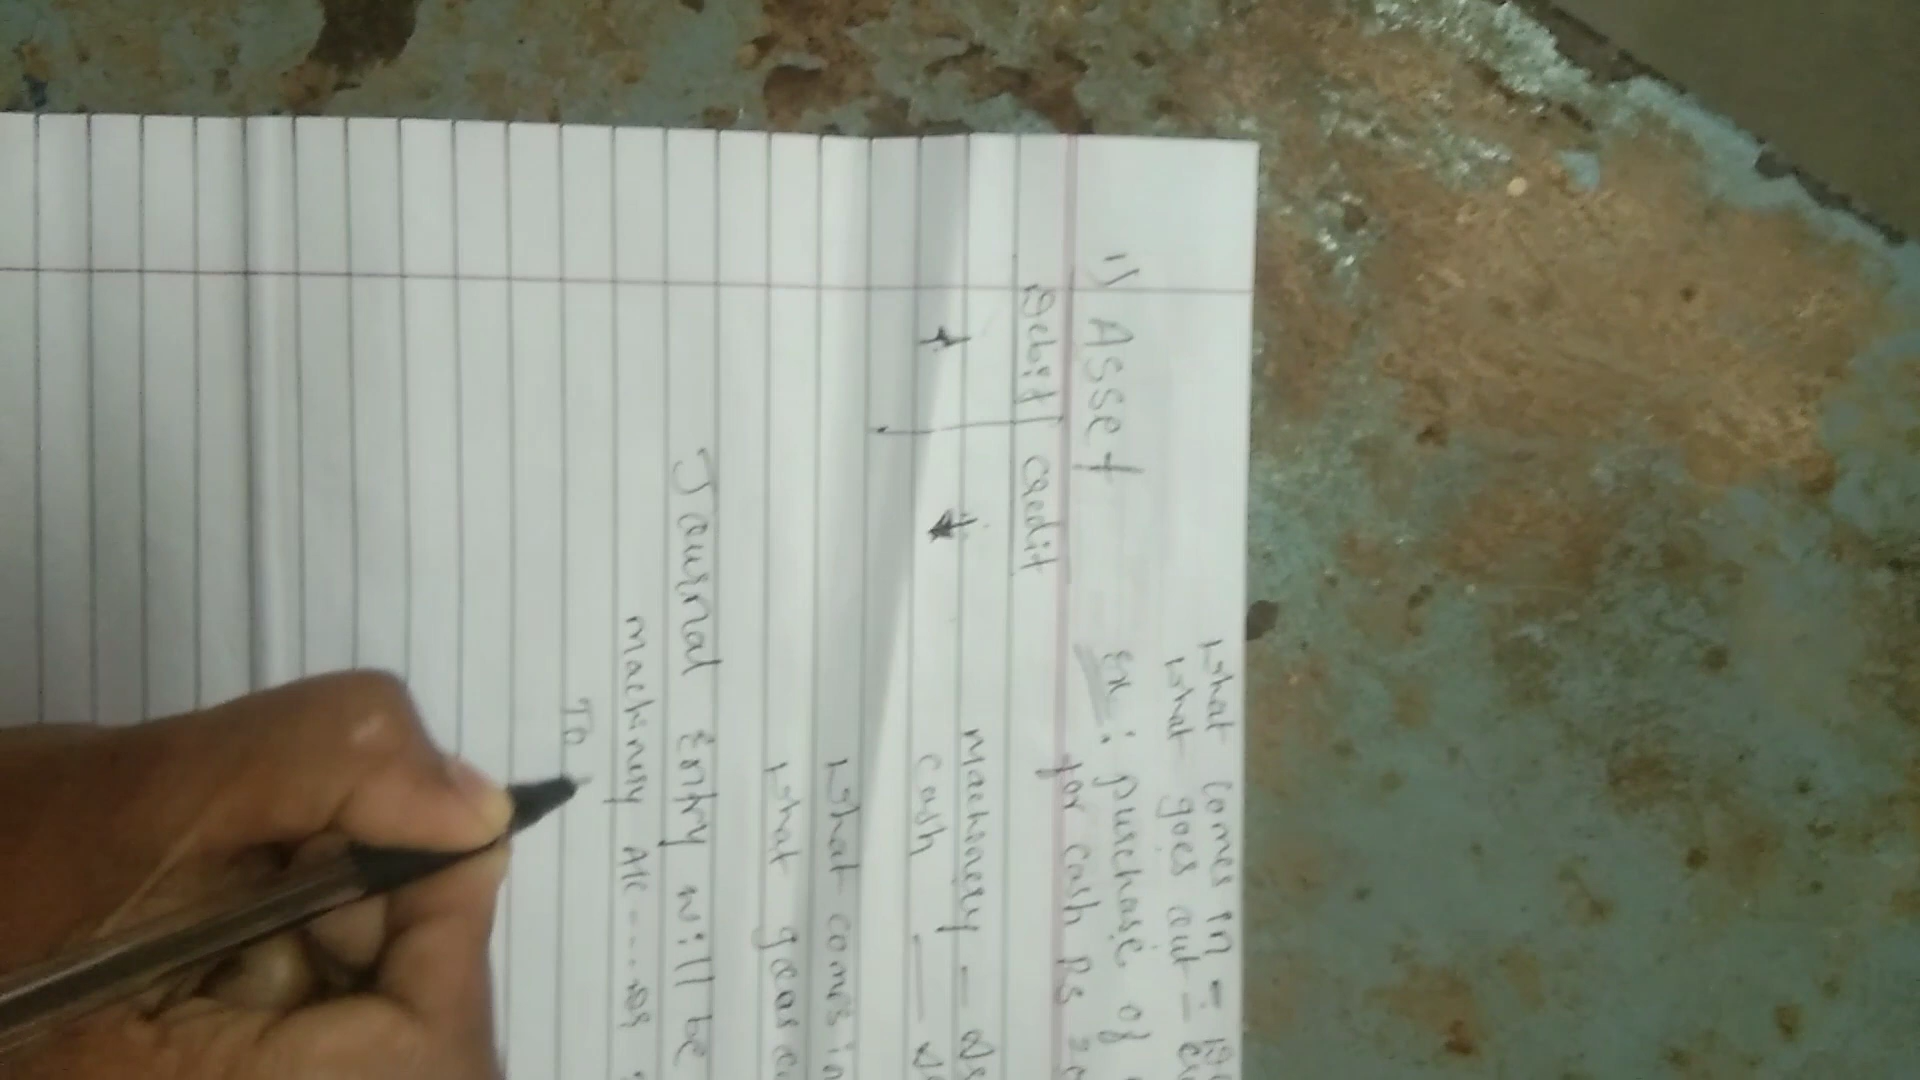 What comes in =
What goes out -
1) Asset
Ex: purchase of
for cash Rs 20
Debit credit
+ ↓
Machinery -
Cash —
What comes in
What goes
Journal Entry will be
machinery A/c ... DR
To